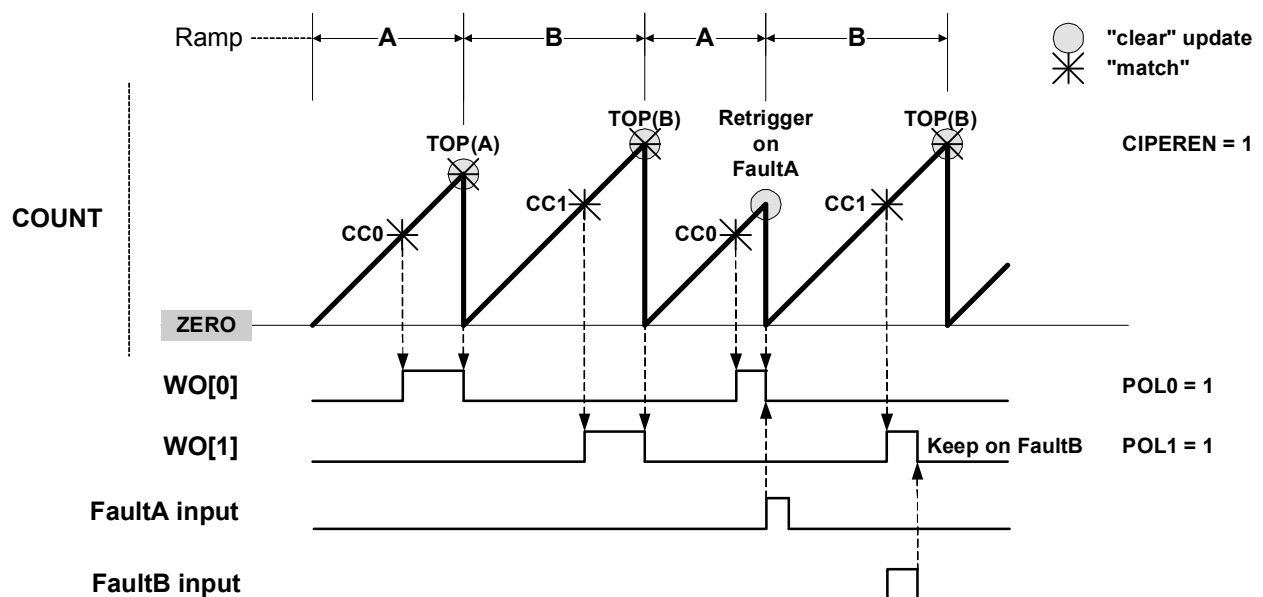 Ramp A B A B
"clear" update
"match"
TOP(A)
TOP(B)
Retrigger
on
FaultA
TOP(B)
CIPEREN = 1
COUNT
CC0
CC1
CC0
CC1
ZERO
WO[0]
POL0 = 1
WO[1]
Keep on FaultB
POL1 = 1
FaultA input
FaultB input